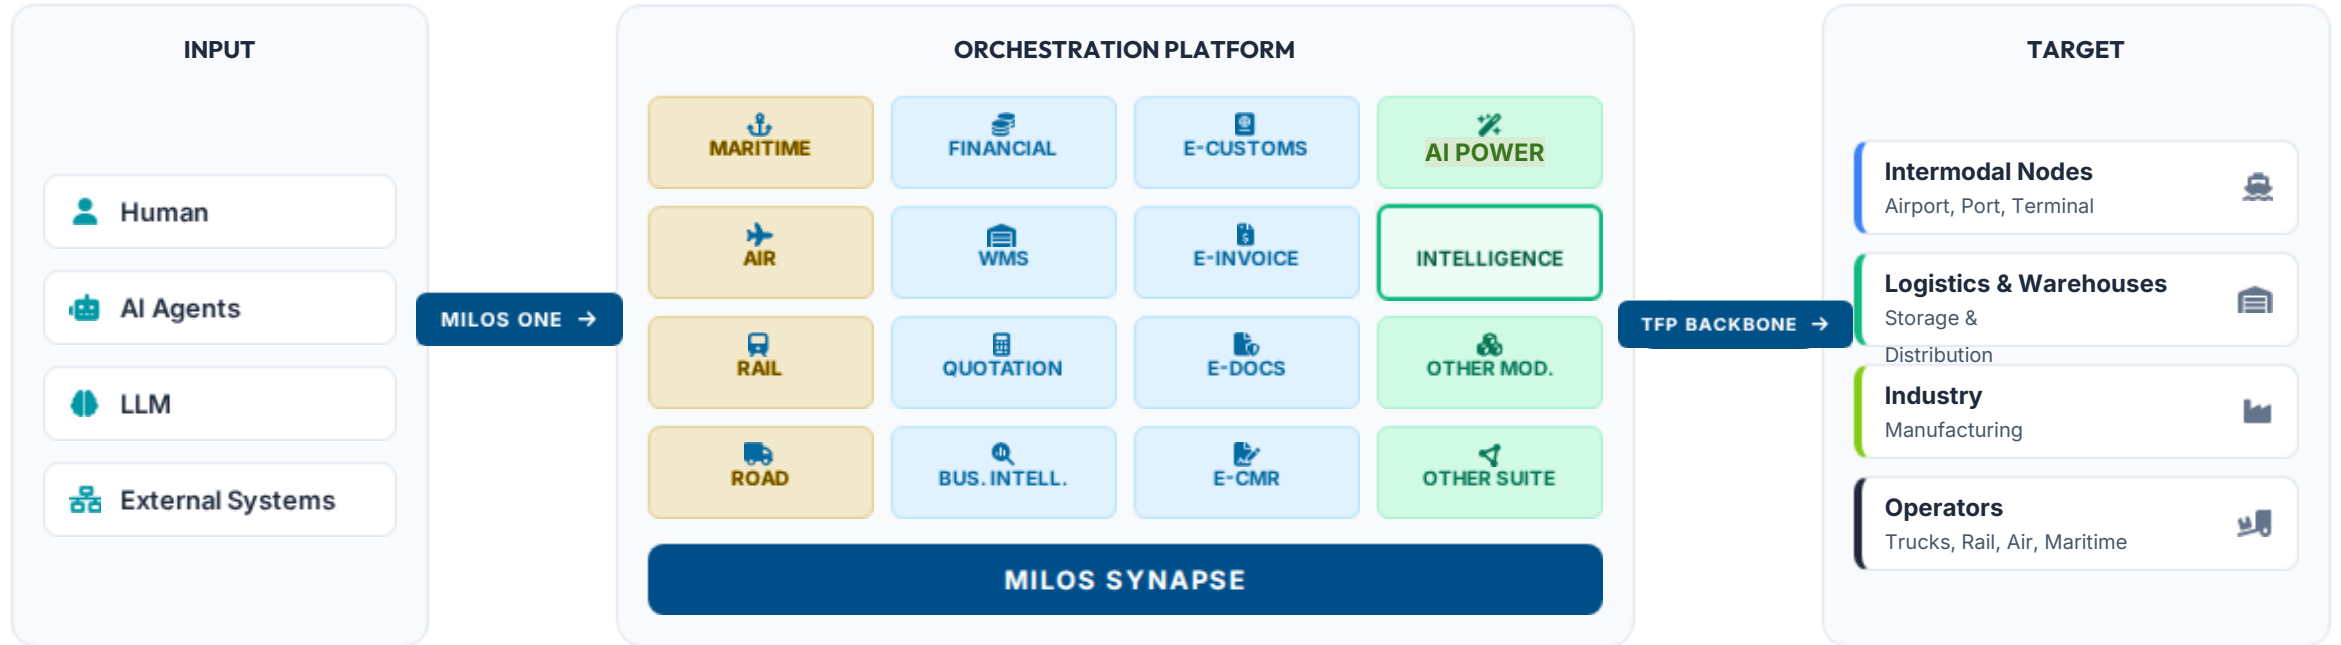 INPUT
Human
AI Agents
LLM
External Systems
MILOS ONE →
ORCHESTRATION PLATFORM
MARITIME
FINANCIAL
E-CUSTOMS
AI POWER
AIR
WMS
E-INVOICE
INTELLIGENCE
RAIL
QUOTATION
E-DOCS
OTHER MOD.
ROAD
BUS. INTELL.
E-CMR
OTHER SUITE
MILOS SYNAPSE
TFP BACKBONE →
TARGET
Intermodal Nodes
Airport, Port, Terminal
Logistics & Warehouses
Storage &
Distribution
Industry
Manufacturing
Operators
Trucks, Rail, Air, Maritime